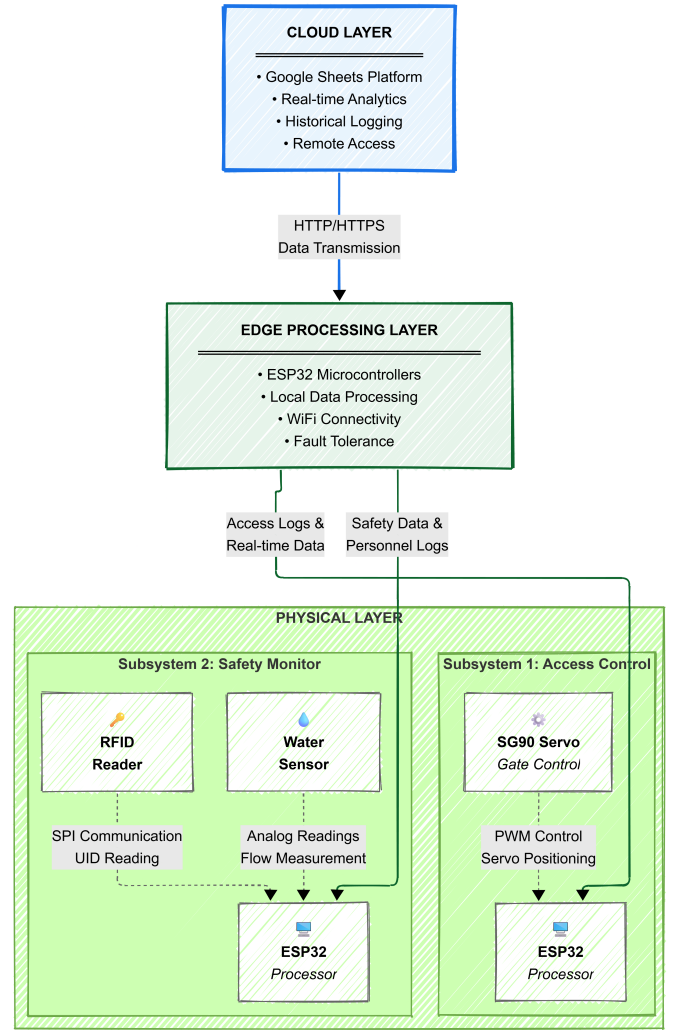 CLOUD LAYER
• Google Sheets Platform
• Real-time Analytics
• Historical Logging
• Remote Access
HTTP/HTTPS
Data Transmission
EDGE PROCESSING LAYER
• ESP32 Microcontrollers
• Local Data Processing
• WiFi Connectivity
• Fault Tolerance
Access Logs &
Real-time Data
Safety Data &
Personnel Logs
PHYSICAL LAYER
Subsystem 2: Safety Monitor
RFID
Reader
Water
Sensor
SPI Communication
UID Reading
Analog Readings
Flow Measurement
ESP32
Processor
Subsystem 1: Access Control
SG90 Servo
Gate Control
PWM Control
Servo Positioning
ESP32
Processor